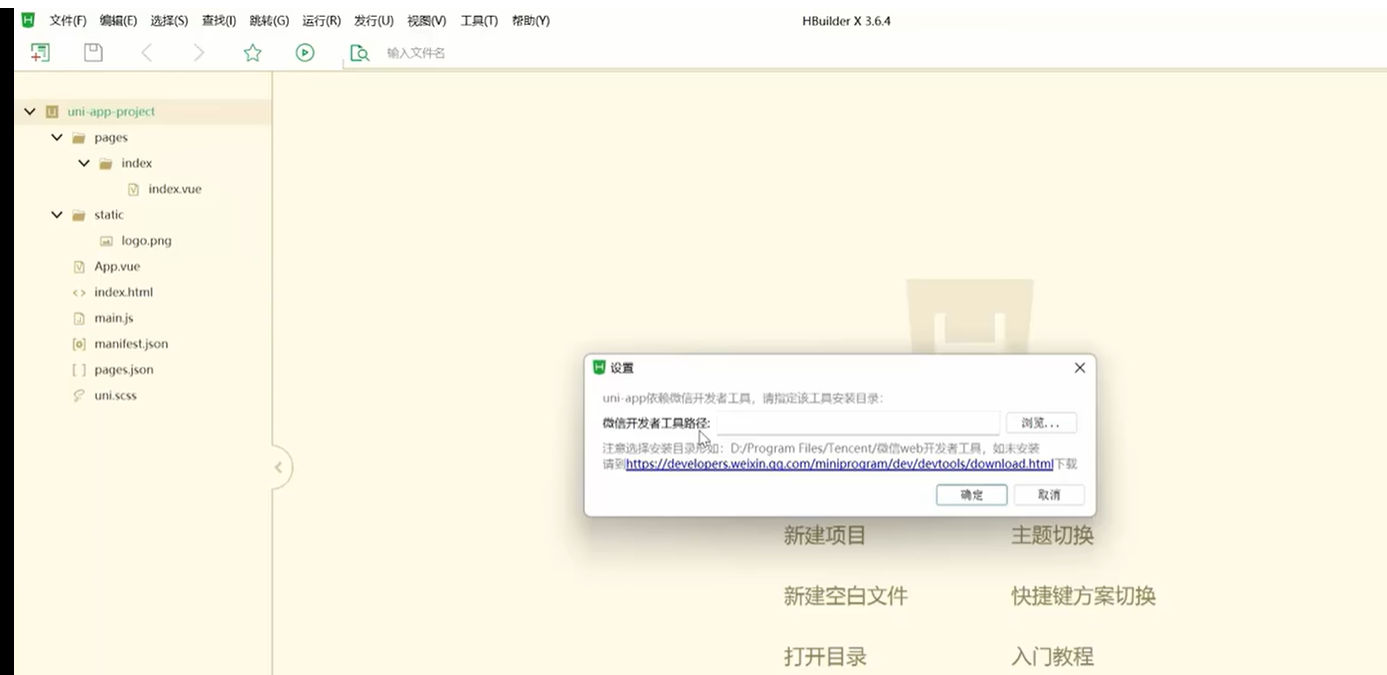 文件(F) 编辑(E) 选择(S) 查找(I) 跳转(G) 运行(R) 发行(U) 视图(V) 工具(T) 帮助(Y) HBuilder X 3.6.4
输入文件名
uni-app-project
pages
index
index.vue
static
logo.png
App.vue
index.html
main.js
manifest.json
pages.json
uni.scss
设置
uni-app依赖微信开发者工具，请指定该工具安装目录：
微信开发者工具路径:
浏览...
注意选择安装目录形如：D:/Program Files/Tencent/微信web开发者工具，如未安装
请到https://developers.weixin.qq.com/miniprogram/dev/devtools/download.html下载
确定 取消
新建项目 主题切换
新建空白文件 快捷键方案切换
打开目录 入门教程